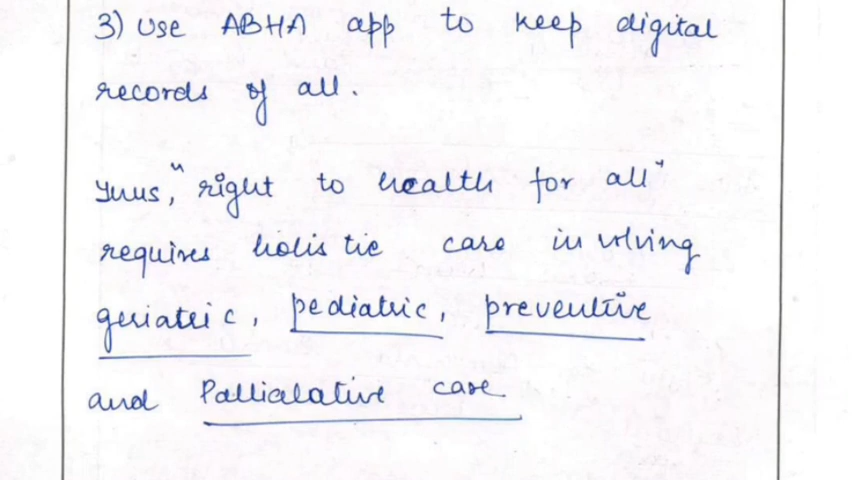 3) Use ABHA app to keep digital
records of all.
Thus, "right to health for all"
requires holistic care involving
geriatric, pediatric, preventive
and Pallialative care